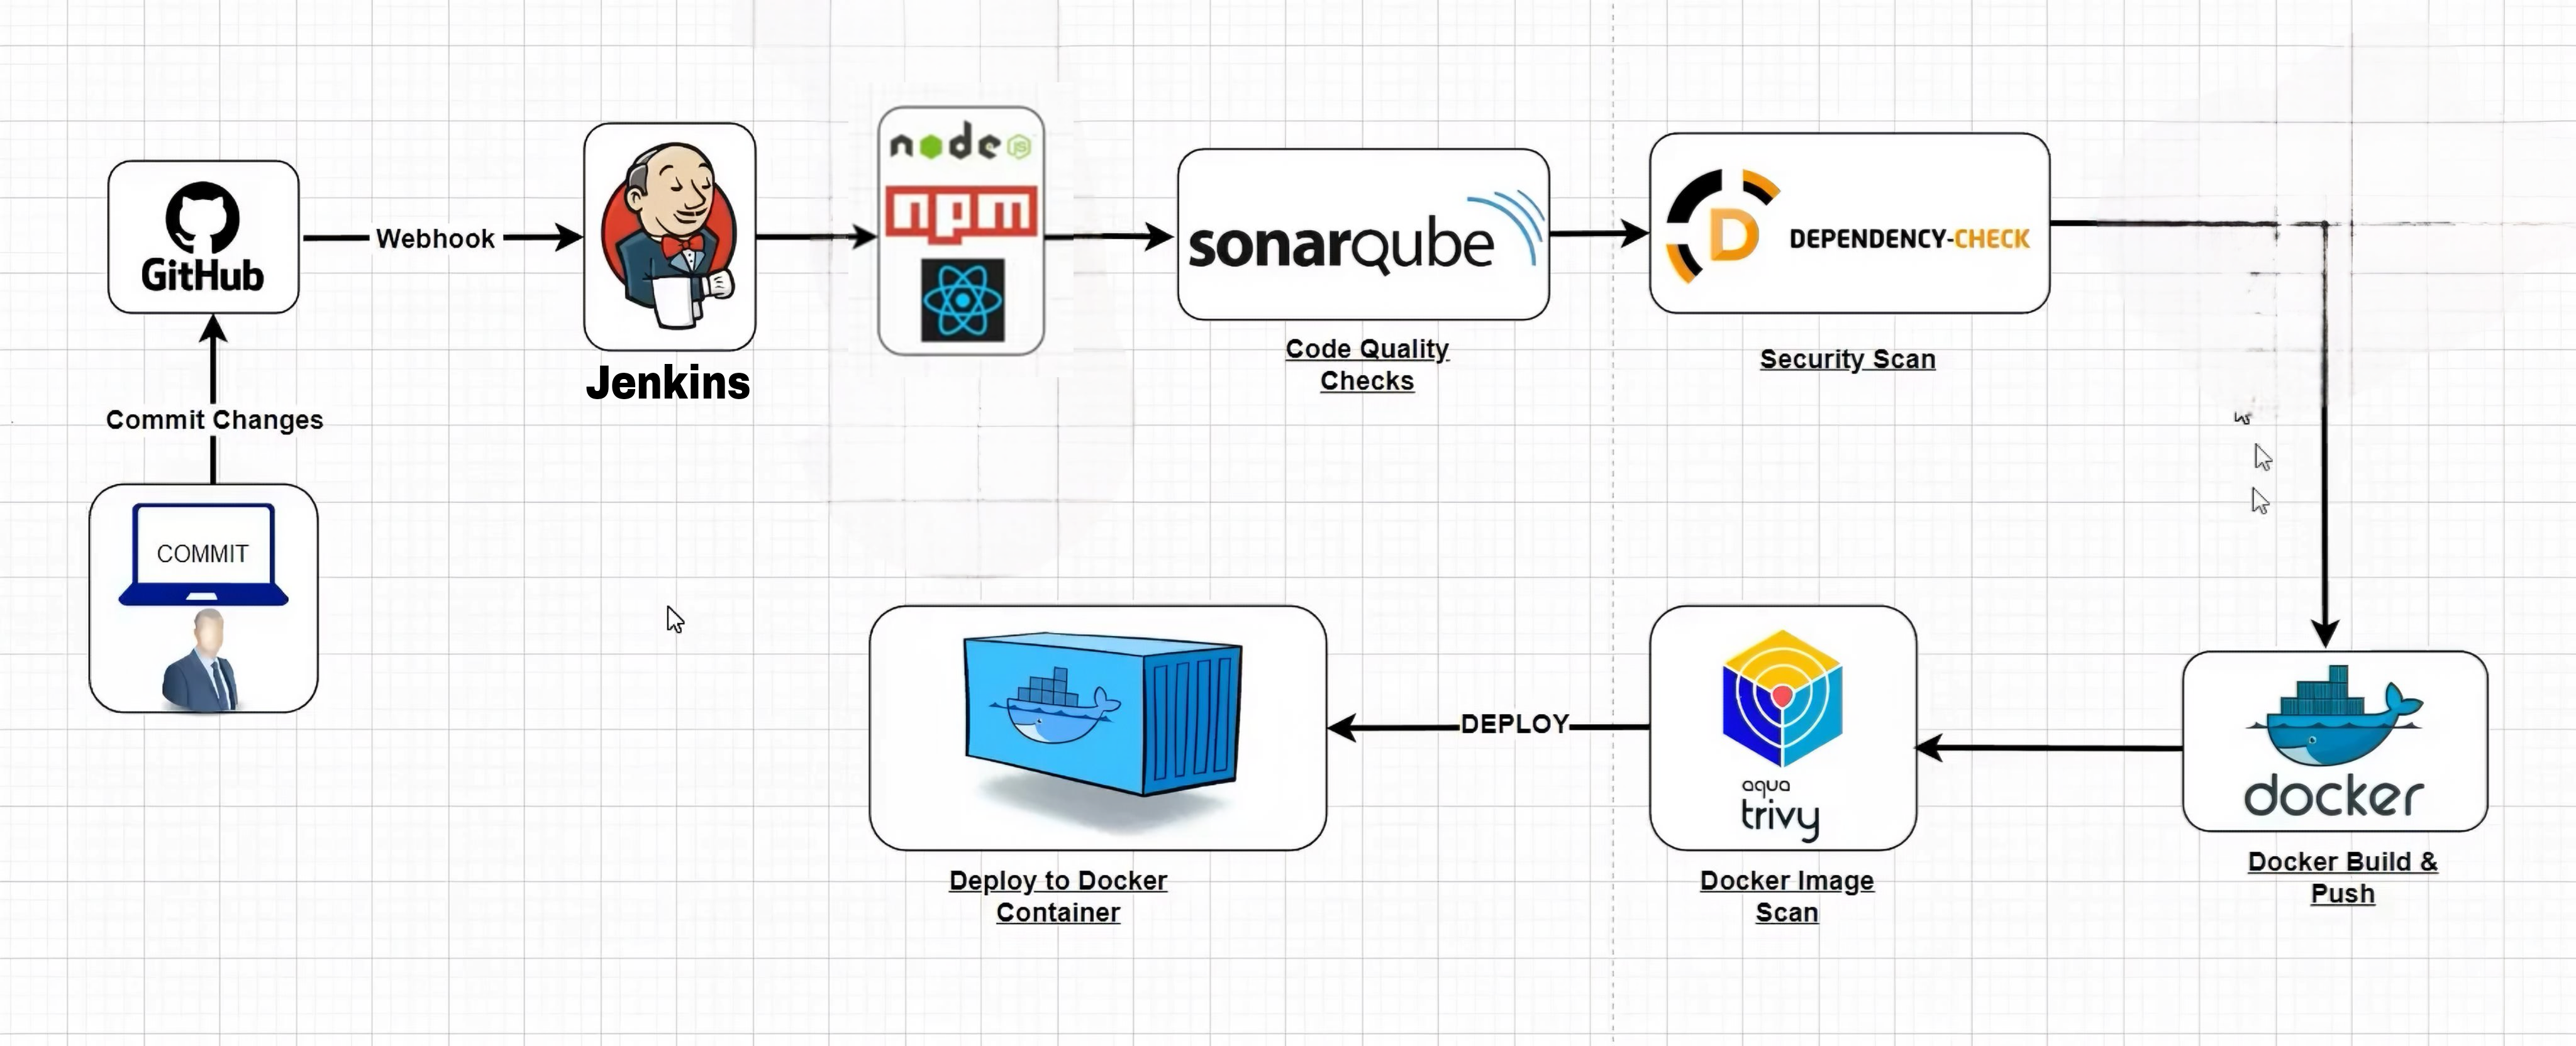 GitHub
Webhook
Jenkins
node
JS
npm
sonarqube
Code Quality
Checks
DEPENDENCY-CHECK
D
Security Scan
Commit Changes
COMMIT
docker
Docker Build &
Push
aqua
trivy
Docker Image
Scan
DEPLOY
Deploy to Docker
Container